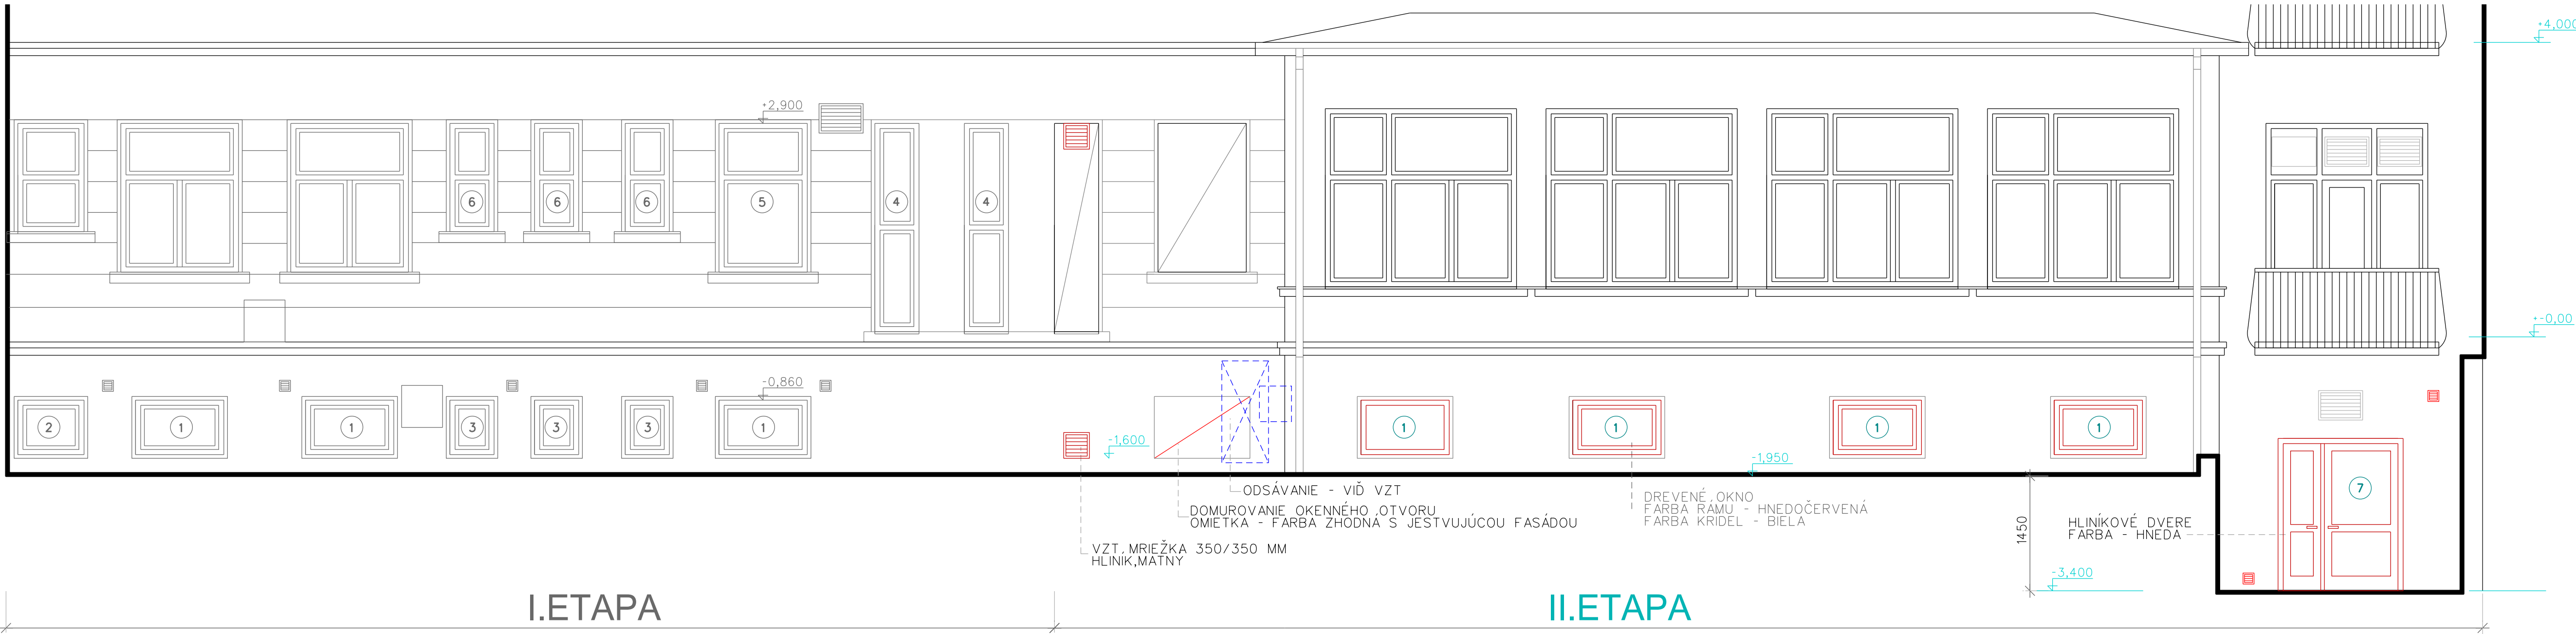 +4,000
+2,900
6
6
6
5
4
4
+-0,00
-0,860
2
1
1
3
3
3
1
-1,600
1
1
1
1
-1,950
7
ODSÁVANIE - VIĎ VZT
DOMUROVANIE OKENNÉHO OTVORU
OMIETKA - FARBA ZHODNÁ S JESTVUJÚCOU FASÁDOU
DREVENÉ OKNO
FARBA RÁMU - HNEDOČERVENÁ
FARBA KRÍDEL - BIELA
VZT. MRIEŽKA 350/350 MM
HLINÍK,MATNÝ
1450
HLINÍKOVÉ DVERE
FARBA - HNEDÁ
-3,400
I.ETAPA
II.ETAPA